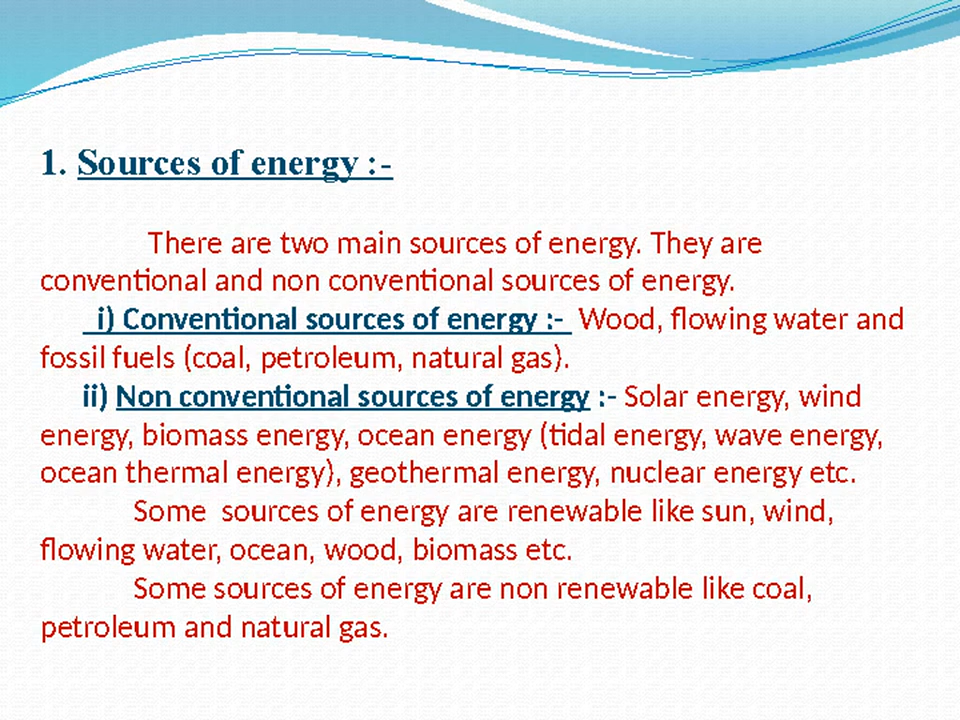 1. Sources of energy :-
There are two main sources of energy. They are
conventional and non conventional sources of energy.
i) Conventional sources of energy :- Wood, flowing water and
fossil fuels (coal, petroleum, natural gas).
ii) Non conventional sources of energy :- Solar energy, wind
energy, biomass energy, ocean energy (tidal energy, wave energy,
ocean thermal energy), geothermal energy, nuclear energy etc.
Some sources of energy are renewable like sun, wind,
flowing water, ocean, wood, biomass etc.
Some sources of energy are non renewable like coal,
petroleum and natural gas.